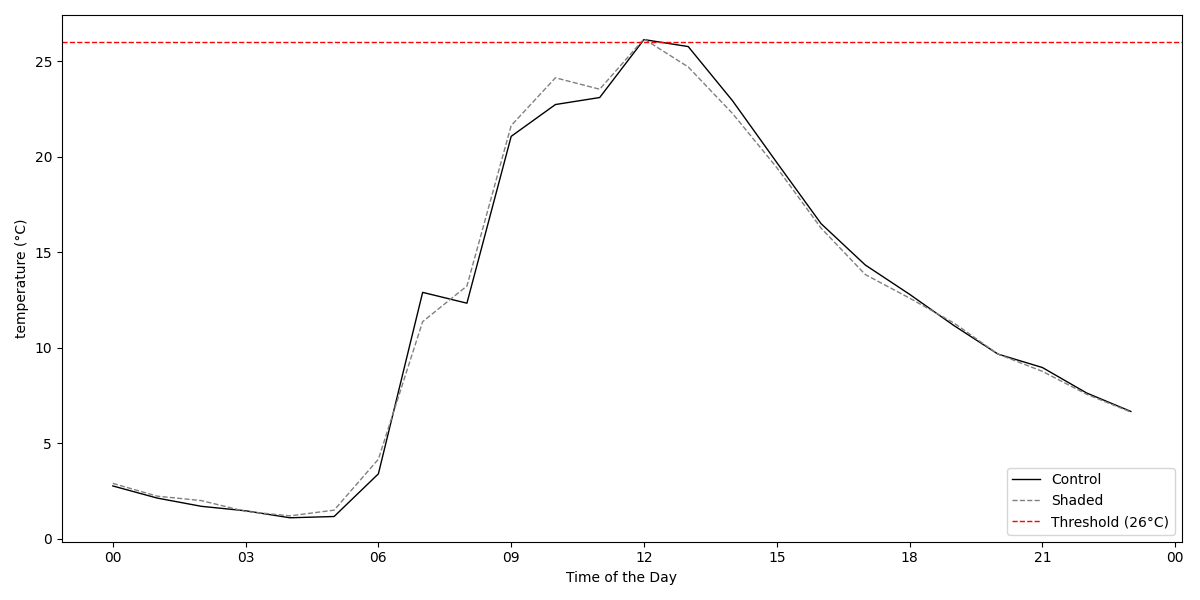 25
20
15
10
5
0
temperature (°C)
00 03 06 09 12 15 18 21 00
Time of the Day
Control
Shaded
Threshold (26°C)